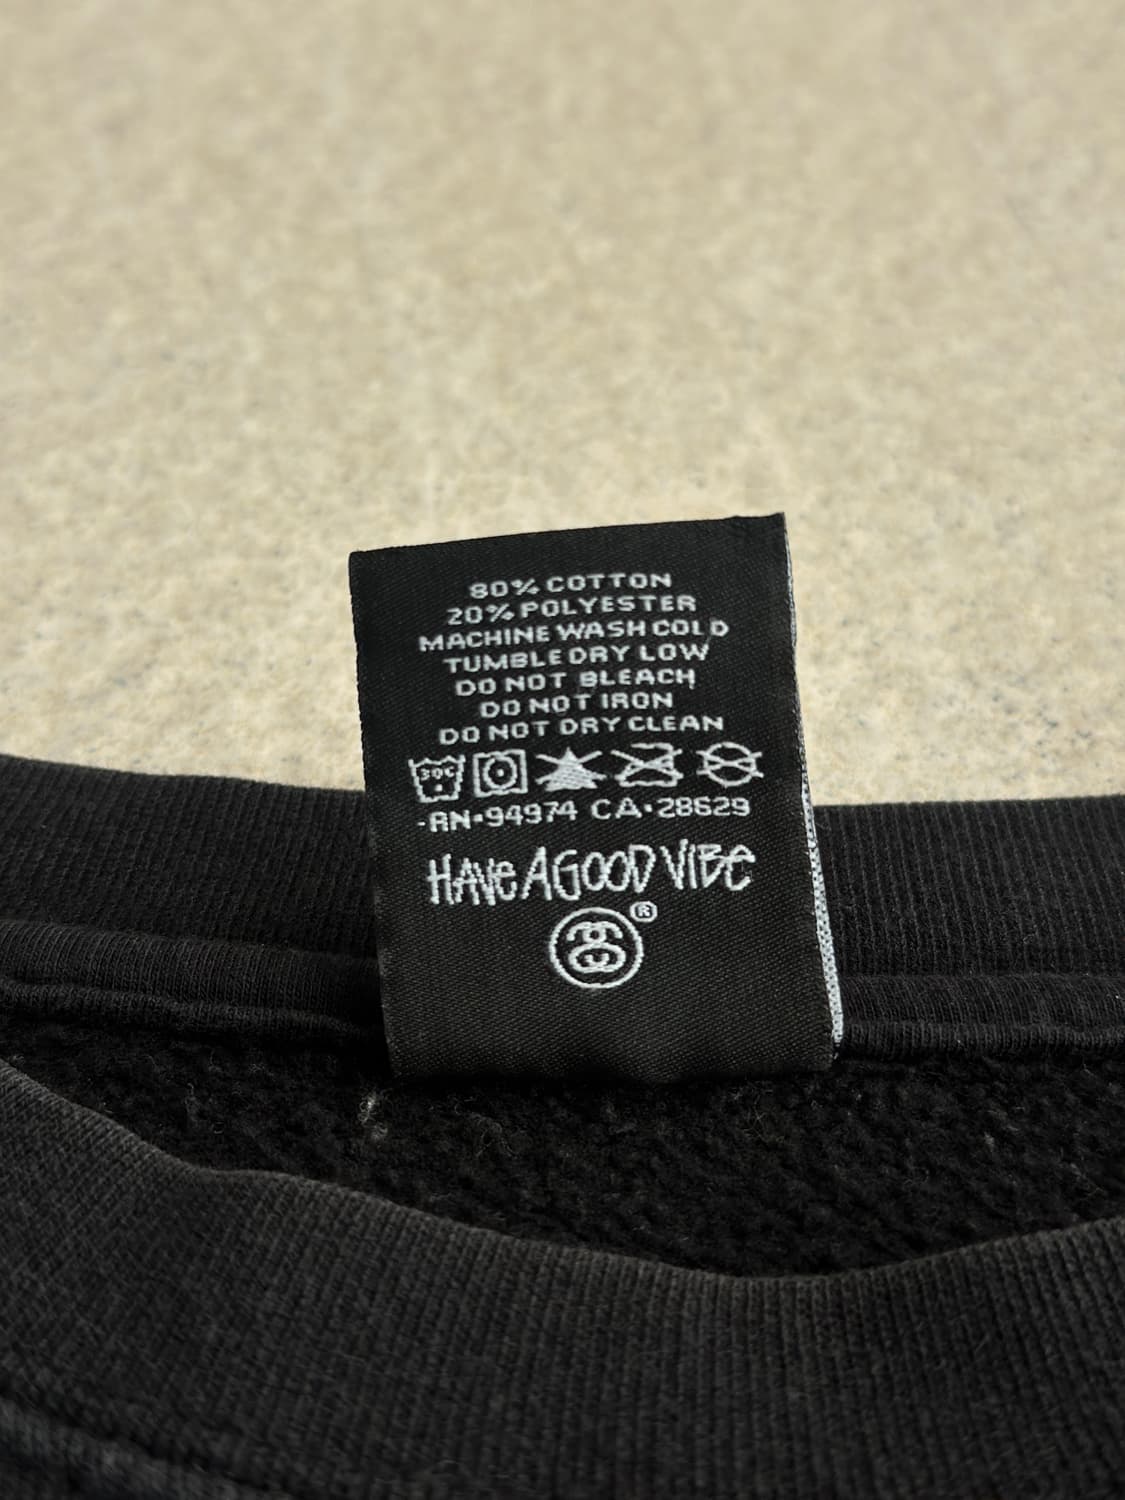 80% COTTON
20% POLYESTER
MACHINE WASH COLD
TUMBLE DRY LOW
DO NOT BLEACH
DO NOT IRON
DO NOT DRY CLEAN
30C
-RN•94974 CA•28629
HAVE A GOOD VIBE
®